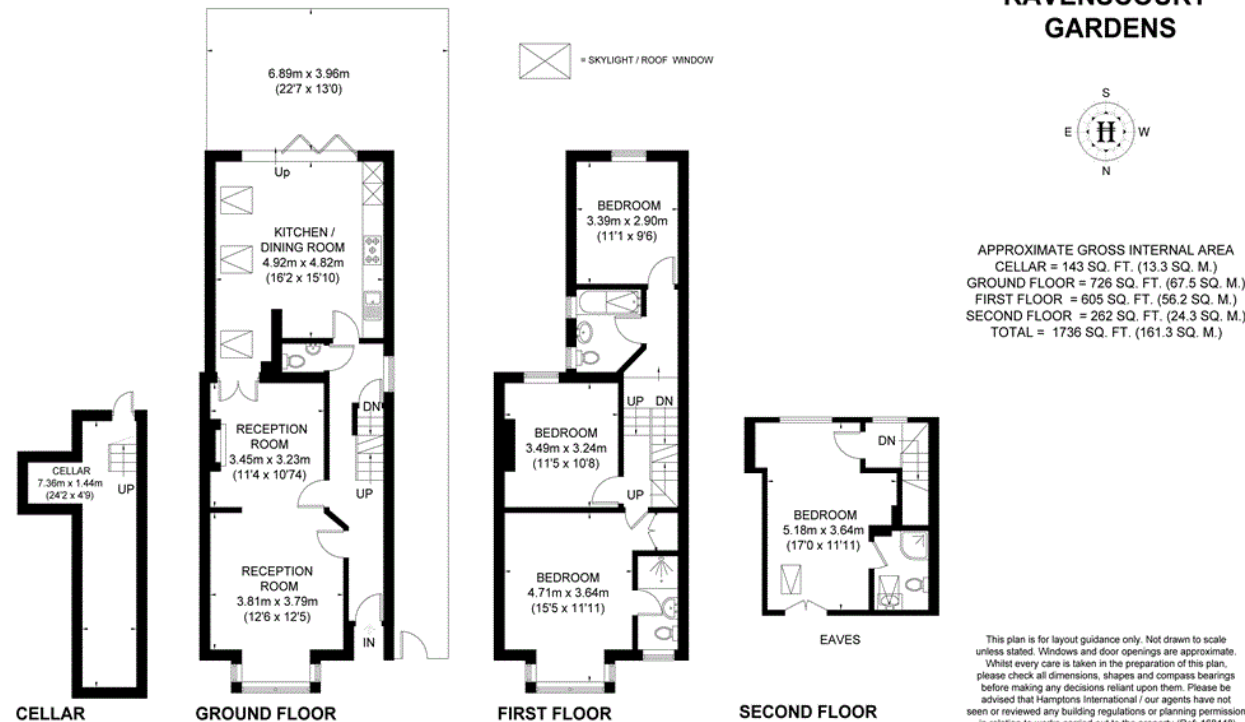 RAVENSCOURT
GARDENS
= SKYLIGHT / ROOF WINDOW
S
E
H
W
N
APPROXIMATE GROSS INTERNAL AREA
CELLAR = 143 SQ. FT. (13.3 SQ. M.)
GROUND FLOOR = 726 SQ. FT. (67.5 SQ. M.)
FIRST FLOOR = 605 SQ. FT. (56.2 SQ. M.)
SECOND FLOOR = 262 SQ. FT. (24.3 SQ. M.)
TOTAL = 1736 SQ. FT. (161.3 SQ. M.)
CELLAR
7.36m x 1.44m
(24'2 x 4'9)
UP
CELLAR
6.89m x 3.96m
(22'7 x 13'0)
Up
KITCHEN /
DINING ROOM
4.92m x 4.82m
(16'2 x 15'10)
DN
RECEPTION
ROOM
3.45m x 3.23m
(11'4 x 10'74)
UP
RECEPTION
ROOM
3.81m x 3.79m
(12'6 x 12'5)
IN
GROUND FLOOR
BEDROOM
3.39m x 2.90m
(11'1 x 9'6)
UP
DN
BEDROOM
3.49m x 3.24m
(11'5 x 10'8)
UP
BEDROOM
4.71m x 3.64m
(15'5 x 11'11)
FIRST FLOOR
DN
BEDROOM
5.18m x 3.64m
(17'0 x 11'11)
EAVES
SECOND FLOOR
This plan is for layout guidance only. Not drawn to scale
unless stated. Windows and door openings are approximate.
Whilst every care is taken in the preparation of this plan,
please check all dimensions, shapes and compass bearings
before making any decisions reliant upon them. Please be
advised that Hamptons International / our agents have not
seen or reviewed any building regulations or planning permission
in relation to works carried out to the property